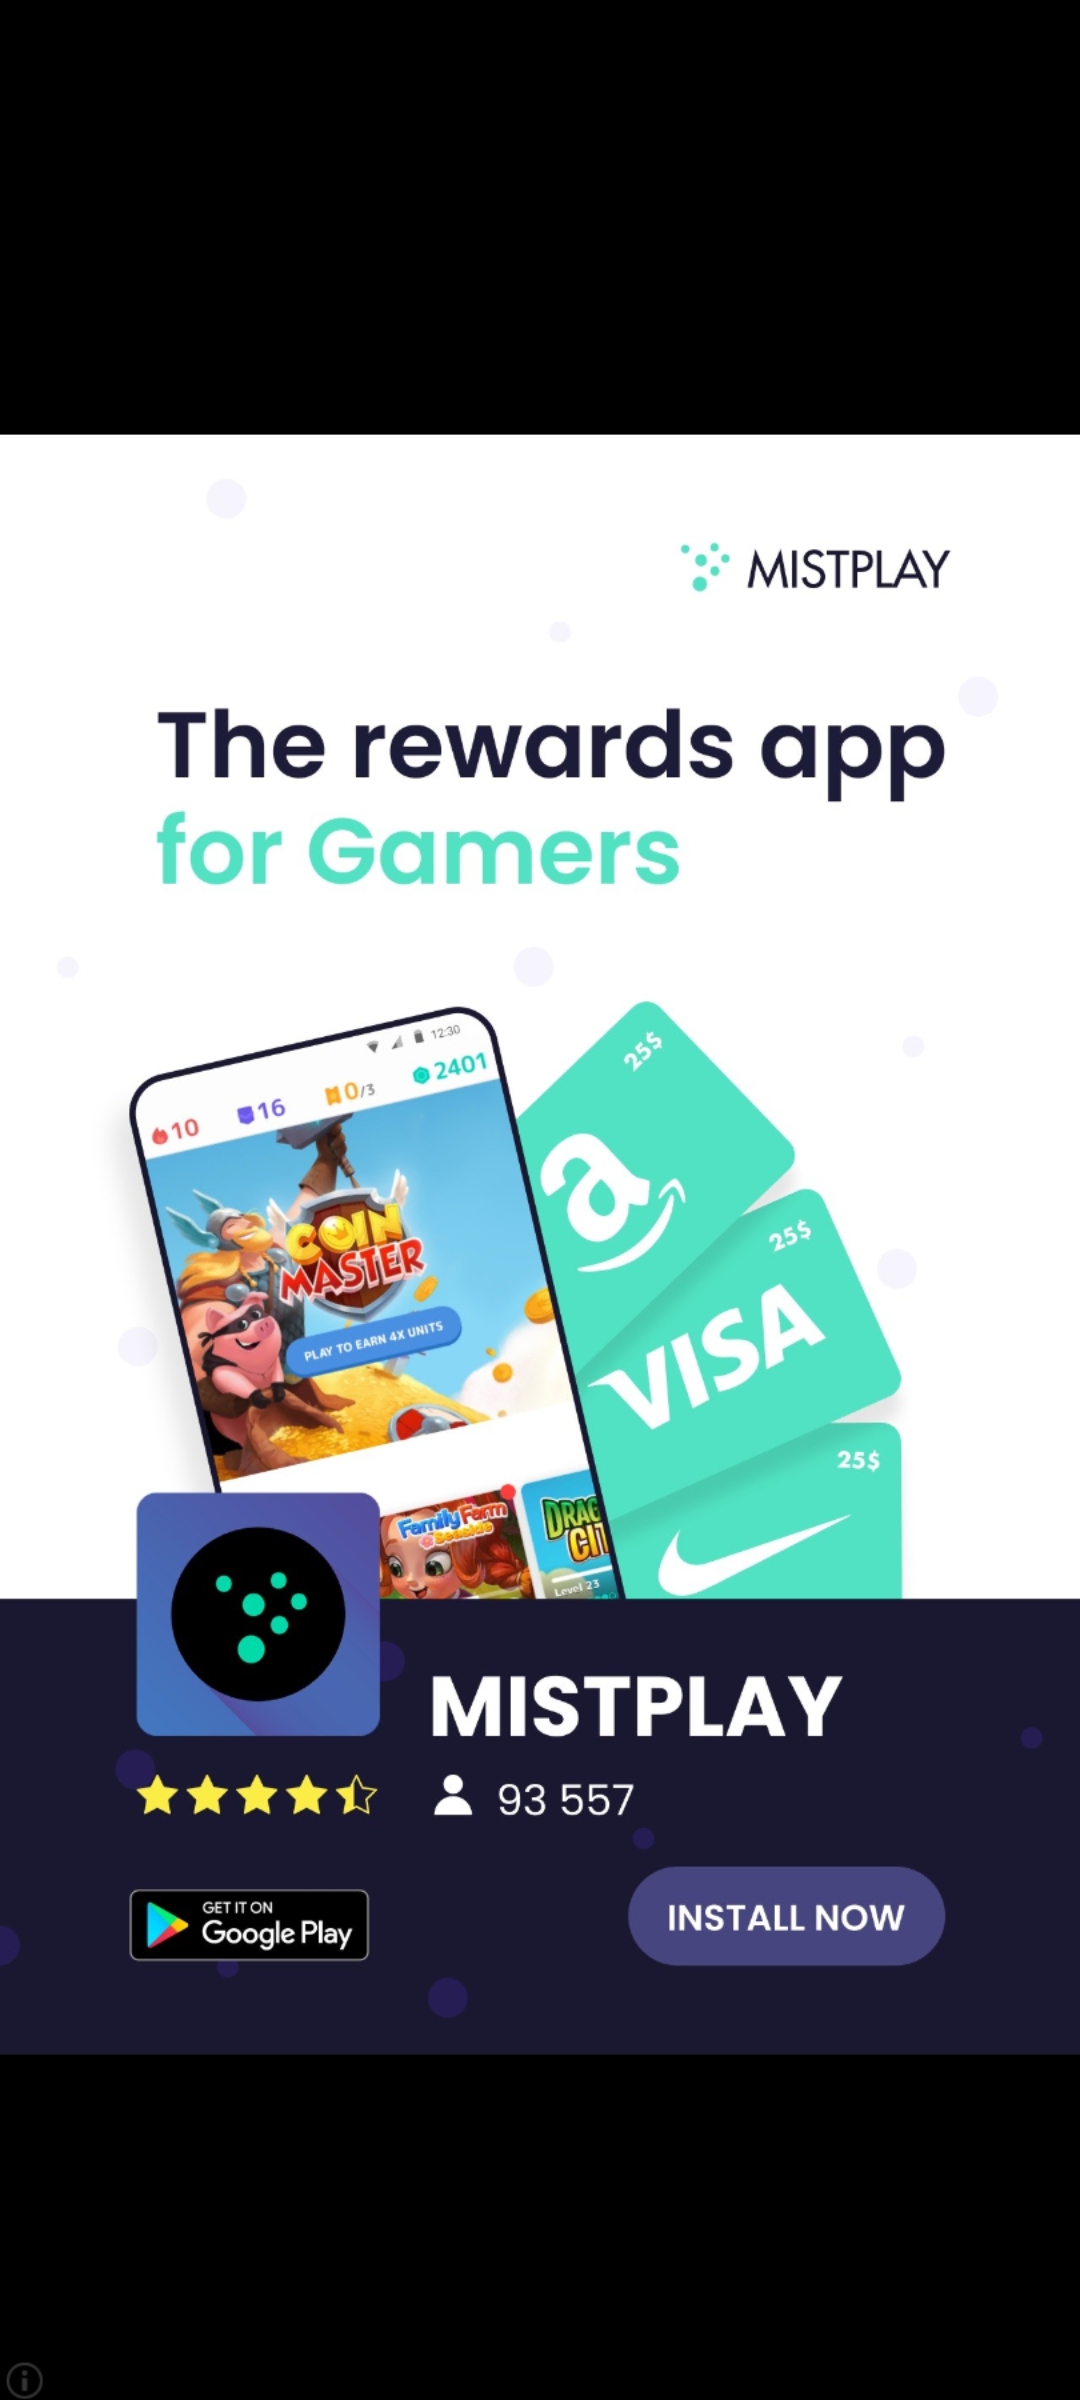 MISTPLAY
The rewards app
for Gamers
12:30
10 16 0/3 2401
COIN
MASTER
PLAY TO EARN 4X UNITS
25$
a
25$
VISA
25$
Family Farm
Seaside
DRAG
CIT
Level 23
MISTPLAY
93 557
GET IT ON
Google Play
INSTALL NOW